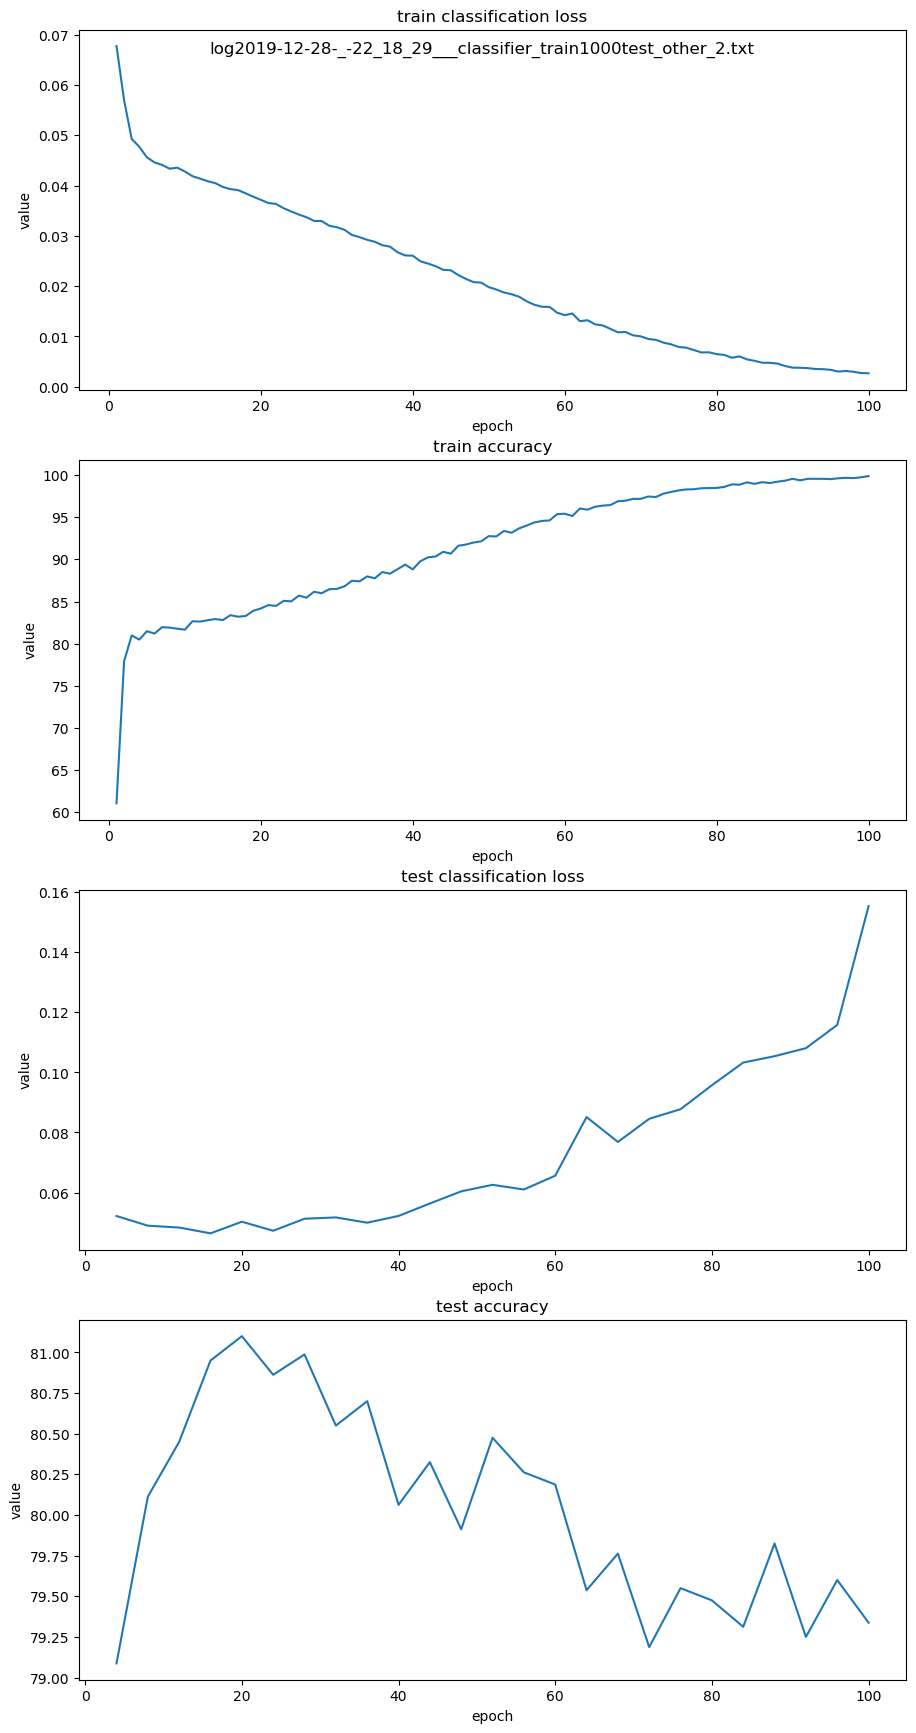 train classification loss
log2019-12-28-_-22_18_29___classifier_train1000test_other_2.txt
0.07
0.06
0.05
0.04
0.03
0.02
0.01
0.00
value
0 20 40 60 80 100
epoch
train accuracy
100
95
90
85
80
75
70
65
60
value
0 20 40 60 80 100
epoch
test classification loss
0.16
0.14
0.12
0.10
0.08
0.06
value
0 20 40 60 80 100
epoch
test accuracy
81.00
80.75
80.50
80.25
80.00
79.75
79.50
79.25
79.00
value
0 20 40 60 80 100
epoch